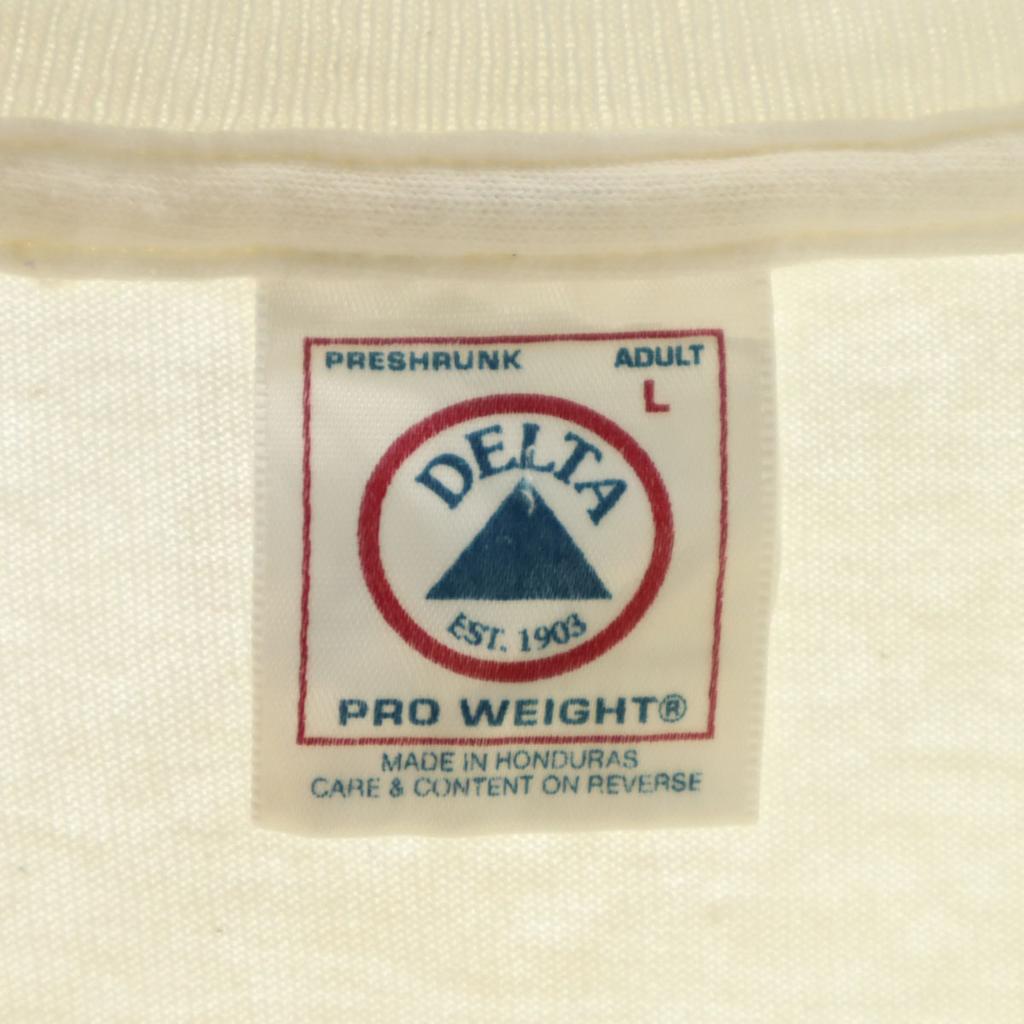 PRESHRUNK ADULT
L
DELTA
EST. 1903
PRO WEIGHT®
MADE IN HONDURAS
CARE & CONTENT ON REVERSE